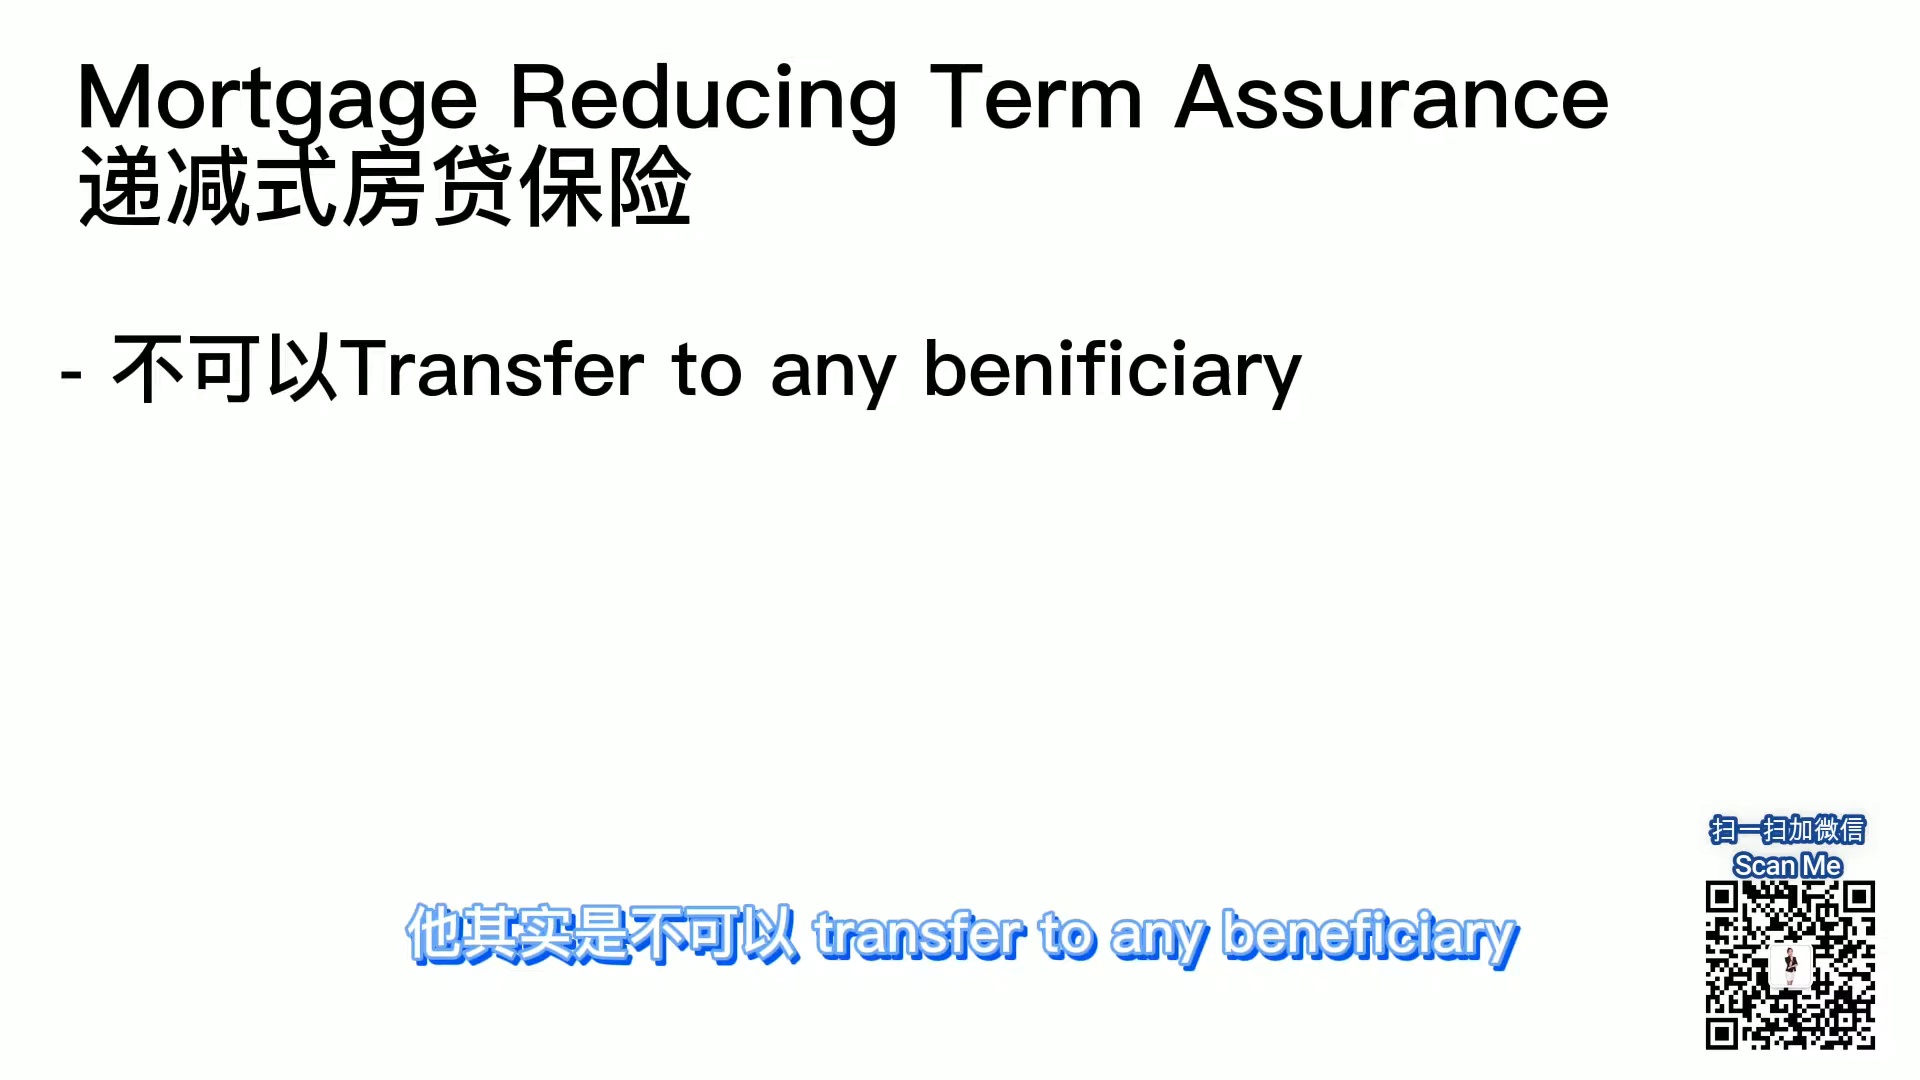 Mortgage Reducing Term Assurance
递减式房贷保险
- 不可以Transfer to any benificiary
扫一扫加微信
Scan Me
他其实是不可以 transfer to any beneficiary